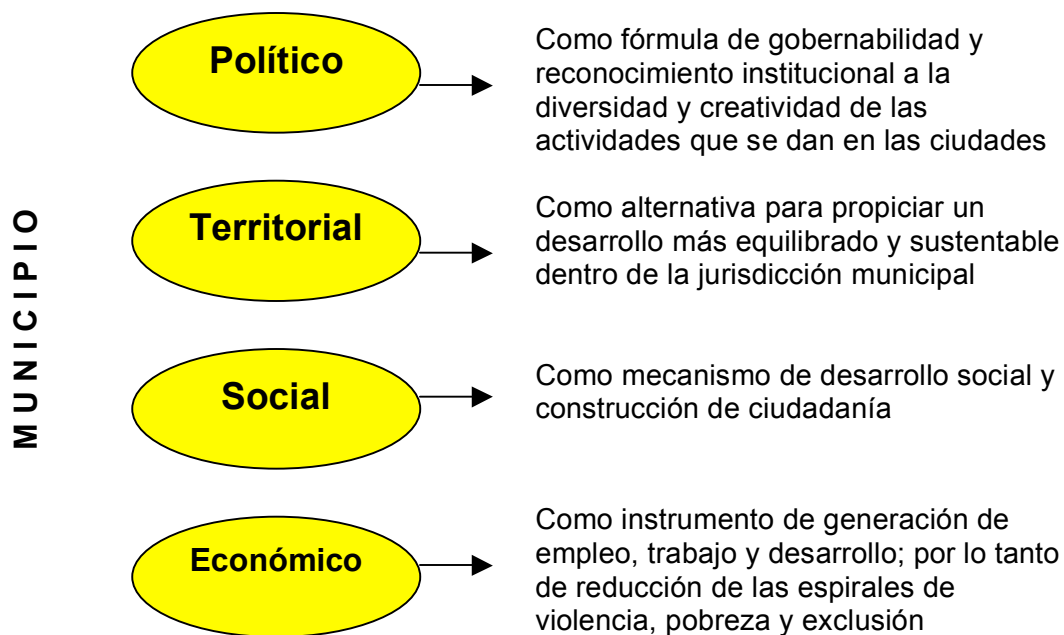 MUNICIPIO
Político
Como fórmula de gobernabilidad y
reconocimiento institucional a la
diversidad y creatividad de las
actividades que se dan en las ciudades
Territorial
Como alternativa para propiciar un
desarrollo más equilibrado y sustentable
dentro de la jurisdicción municipal
Social
Como mecanismo de desarrollo social y
construcción de ciudadanía
Económico
Como instrumento de generación de
empleo, trabajo y desarrollo; por lo tanto
de reducción de las espirales de
violencia, pobreza y exclusión